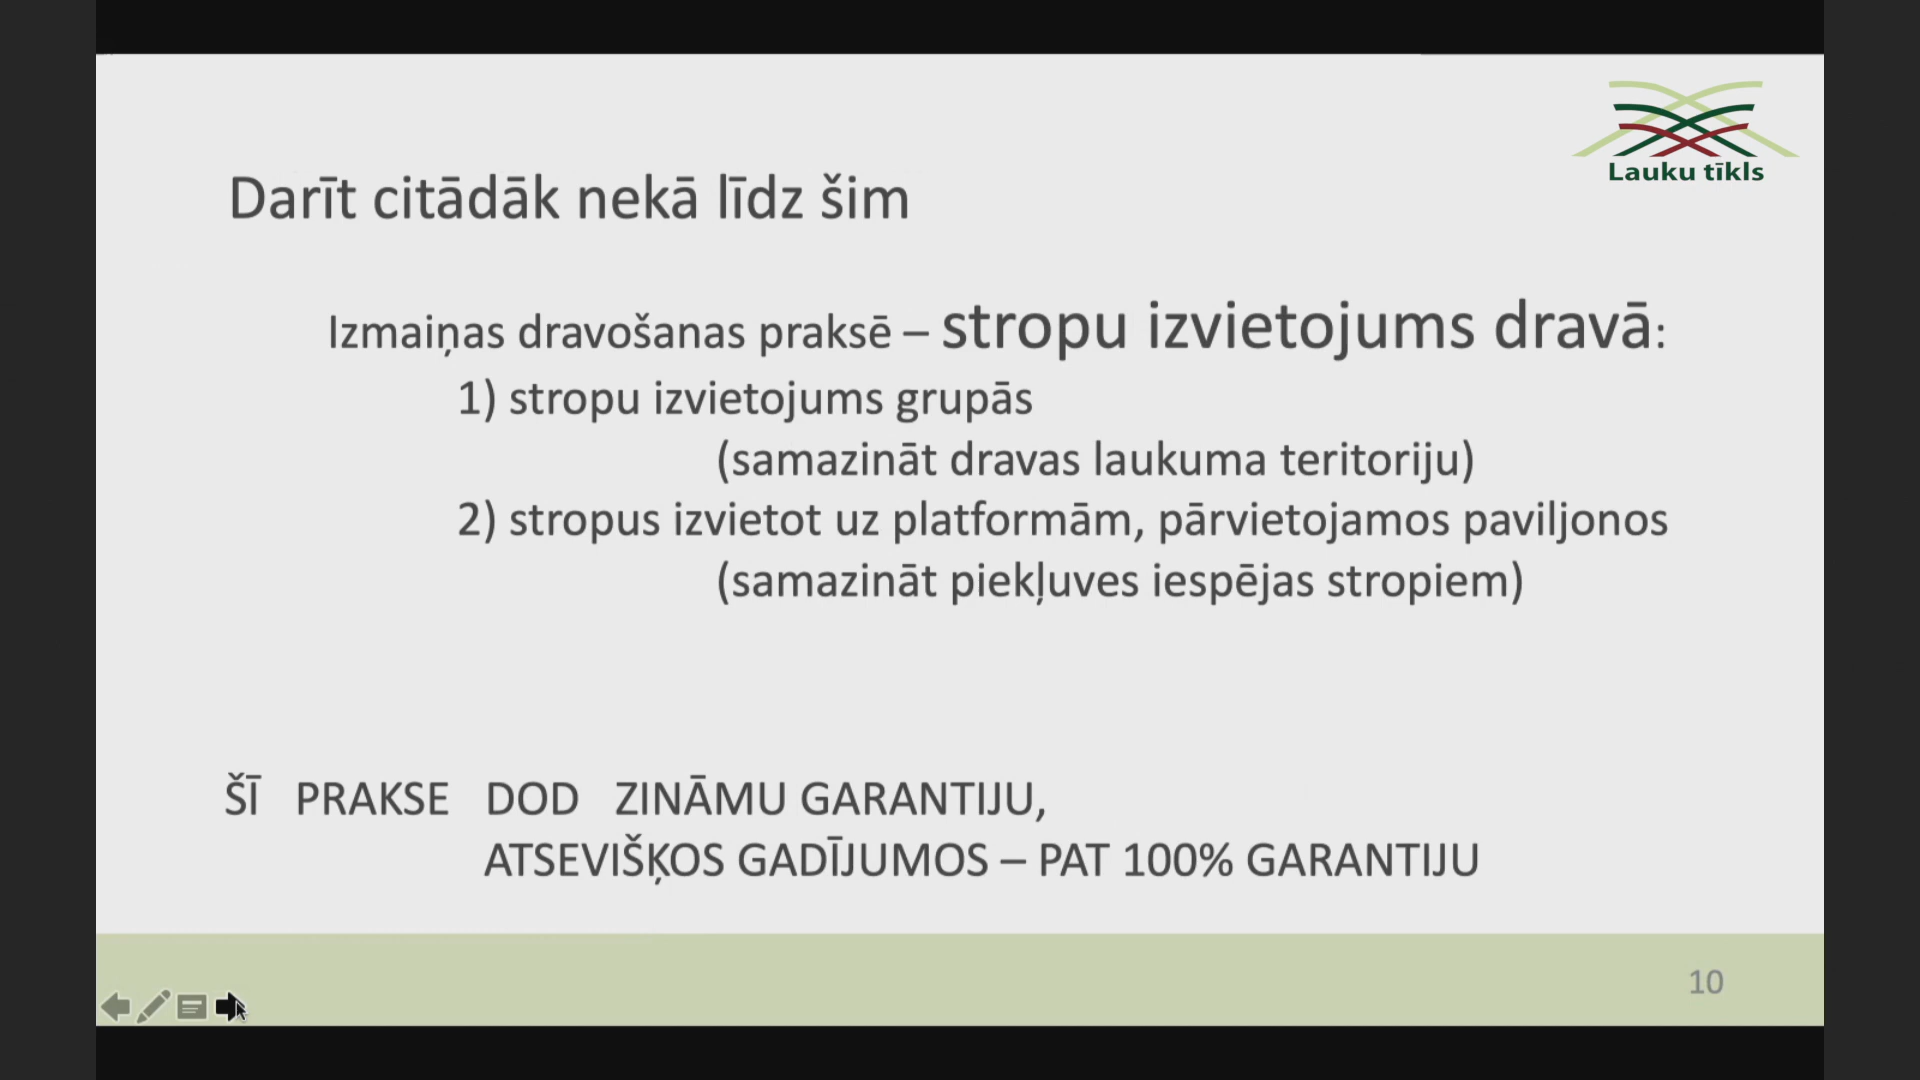 Lauku tīkls
Darīt citādāk nekā līdz šim
Izmaiņas dravošanas praksē – stropu izvietojums dravā:
1) stropu izvietojums grupās
(samazināt dravas laukuma teritoriju)
2) stropus izvietot uz platformām, pārvietojamos paviljonos
(samazināt piekļuves iespējas stropiem)
ŠĪ PRAKSE DOD ZINĀMU GARANTIJU,
ATSEVIŠĶOS GADĪJUMOS – PAT 100% GARANTIJU
10